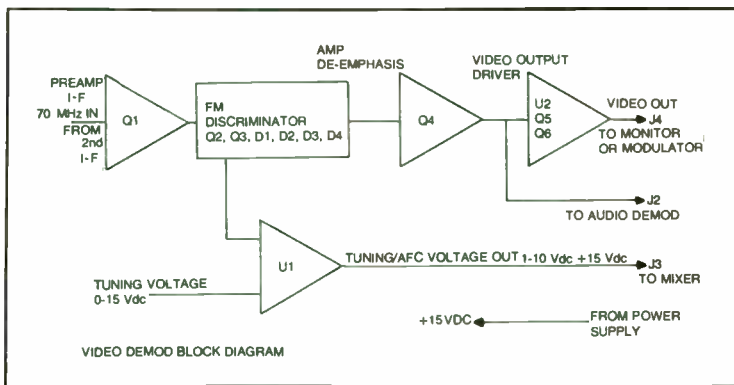 PREAMP
I-F
70 MHz IN
FROM
2nd
I-F
Q1
FM
DISCRIMINATOR
Q2, Q3, D1, D2, D3, D4
AMP
DE-EMPHASIS
Q4
VIDEO OUTPUT
DRIVER
U2
Q5
Q6
VIDEO OUT
J4
TO MONITOR
OR MODULATOR
J2
TO AUDIO DEMOD
TUNING VOLTAGE
0-15 Vdc
U1
TUNING/AFC VOLTAGE OUT 1-10 Vdc +15 Vdc
J3
TO MIXER
+15VDC
FROM POWER
SUPPLY
VIDEO DEMOD BLOCK DIAGRAM